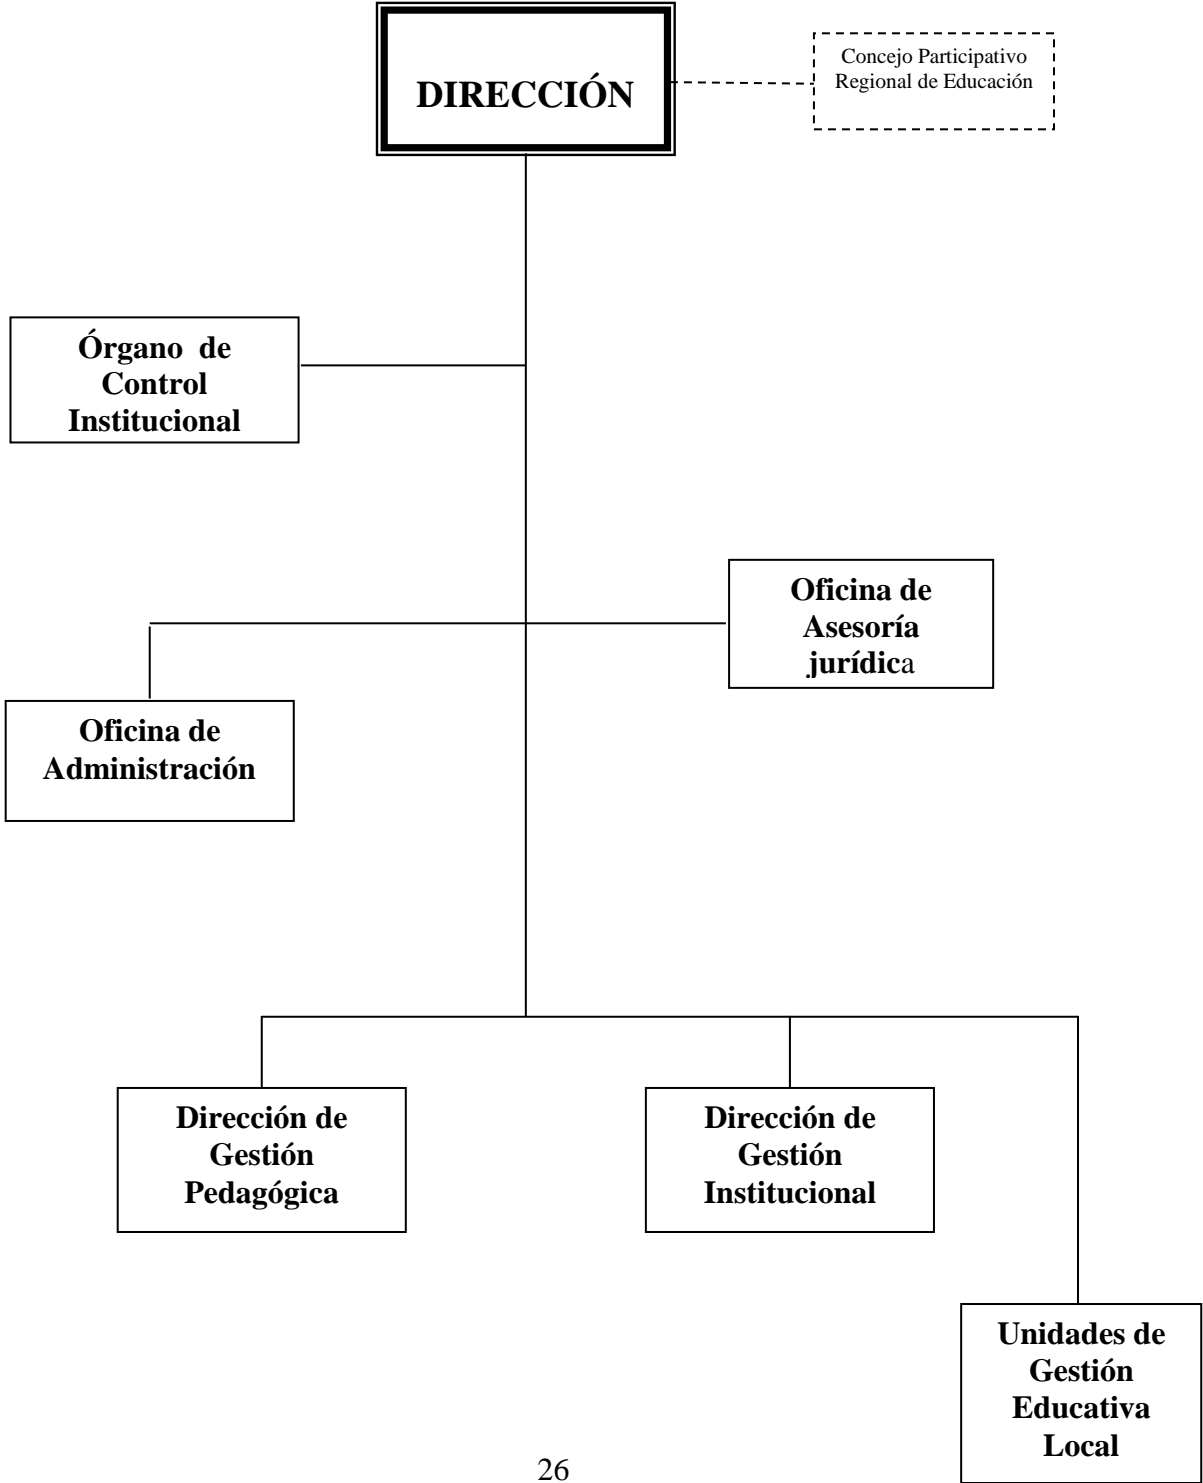 DIRECCIÓN
Concejo Participativo
Regional de Educación
Órgano de
Control
Institucional
Oficina de
Asesoría
jurídica
Oficina de
Administración
Dirección de
Gestión
Pedagógica
Dirección de
Gestión
Institucional
Unidades de
Gestión
Educativa
Local
26